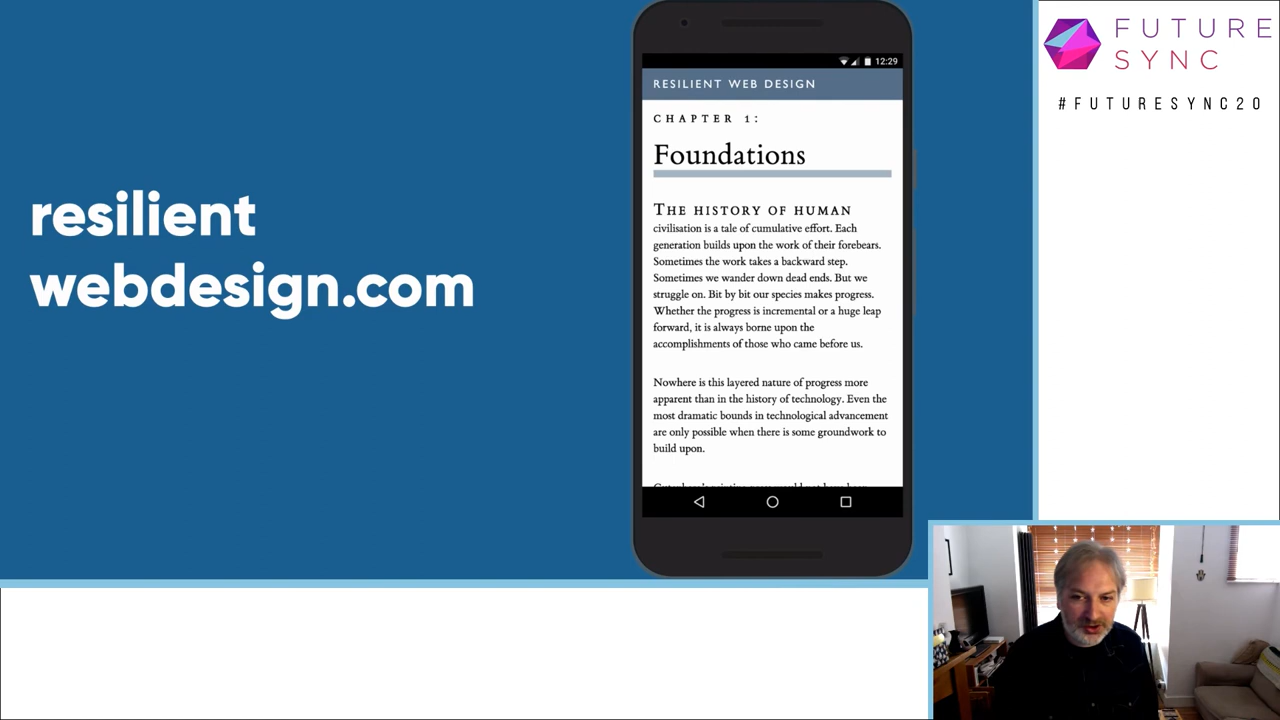 resilient
webdesign.com
12:29
RESILIENT WEB DESIGN
CHAPTER 1:
Foundations
THE HISTORY OF HUMAN
civilisation is a tale of cumulative effort. Each
generation builds upon the work of their forebears.
Sometimes the work takes a backward step.
Sometimes we wander down dead ends. But we
struggle on. Bit by bit our species makes progress.
Whether the progress is incremental or a huge leap
forward, it is always borne upon the
accomplishments of those who came before us.
Nowhere is this layered nature of progress more
apparent than in the history of technology. Even the
most dramatic bounds in technological advancement
are only possible when there is some groundwork to
build upon.
FUTURE
SYNC
#FUTURESYNC20